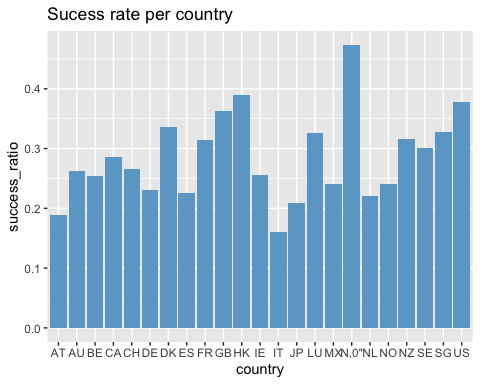 Sucess rate per country
success_ratio
0.4
0.3
0.2
0.1
0.0
AT AU BE CA CH DE DK ES FR GB HK IE IT JP LU MX N,0" NL NO NZ SE SG US
country